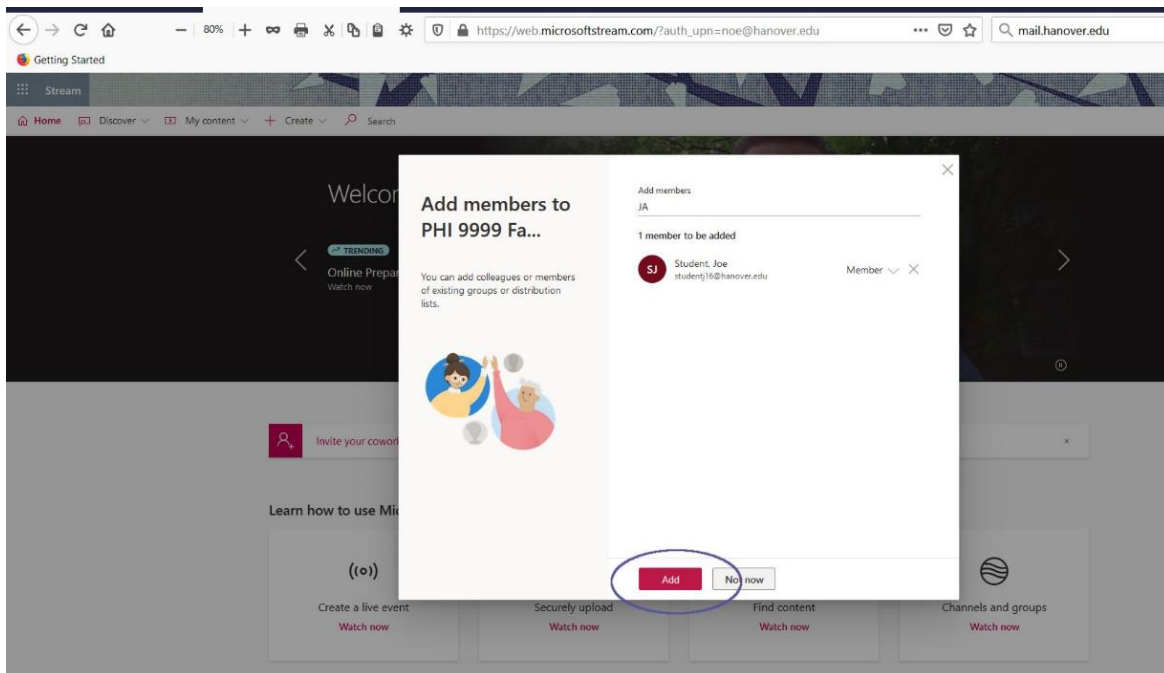 80%
https://web.microsoftstream.com/?auth_upn=noe@hanover.edu
mail.hanover.edu
Getting Started
Stream
Home Discover My content Create Search
Welcor
TRENDING
Online Prepar
Watch now
Add members to
PHI 9999 Fa...
You can add colleagues or members
of existing groups or distribution
lists.
Add members
JA
1 member to be added
SJ
Student, Joe
studentj16@hanover.edu
Member
Add
Not now
Invite your cowor
Learn how to use Mic
Create a live event
Watch now
Securely upload
Watch now
Find content
Watch now
Channels and groups
Watch now